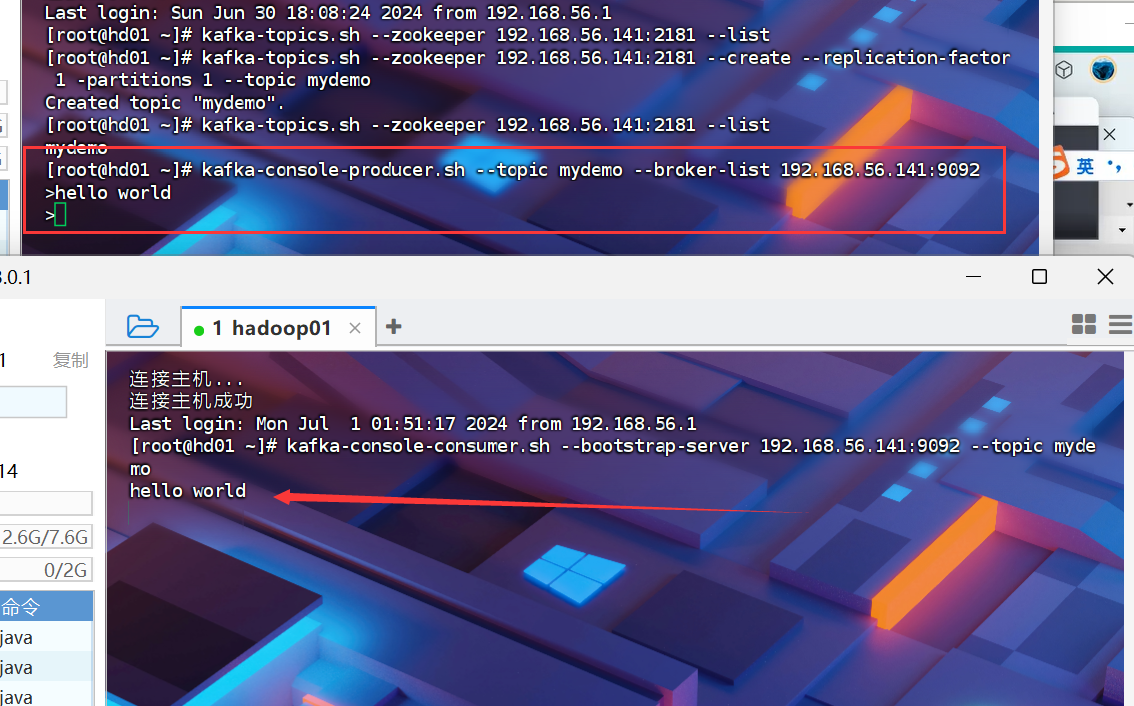 Last login: Sun Jun 30 18:08:24 2024 from 192.168.56.1
[root@hd01 ~]# kafka-topics.sh --zookeeper 192.168.56.141:2181 --list
[root@hd01 ~]# kafka-topics.sh --zookeeper 192.168.56.141:2181 --create --replication-factor
1 -partitions 1 --topic mydemo
Created topic "mydemo".
[root@hd01 ~]# kafka-topics.sh --zookeeper 192.168.56.141:2181 --list
mydemo
[root@hd01 ~]# kafka-console-producer.sh --topic mydemo --broker-list 192.168.56.141:9092
>hello world
>
英
.0.1
1 hadoop01
1 复制
连接主机...
连接主机成功
Last login: Mon Jul  1 01:51:17 2024 from 192.168.56.1
[root@hd01 ~]# kafka-console-consumer.sh --bootstrap-server 192.168.56.141:9092 --topic myde
mo
hello world
14
2.6G/7.6G
0/2G
命令
java
java
java